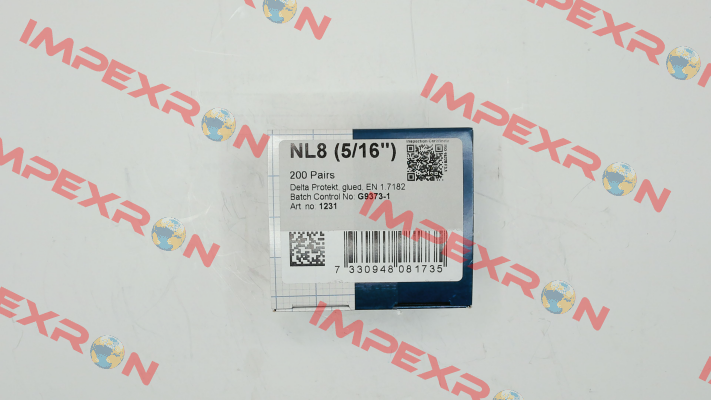 IMPEXRON
IMPEXRON
IMPEXRON
IMPEXRON
IMPEXRON
IMPEXRON
IMPEXRON
IMPEXRON
NL8 (5/16")
200 Pairs
Delta Protekt, glued, EN 1.7182
Batch Control No. G9373-1
Art. no 1231
7 330948 081735